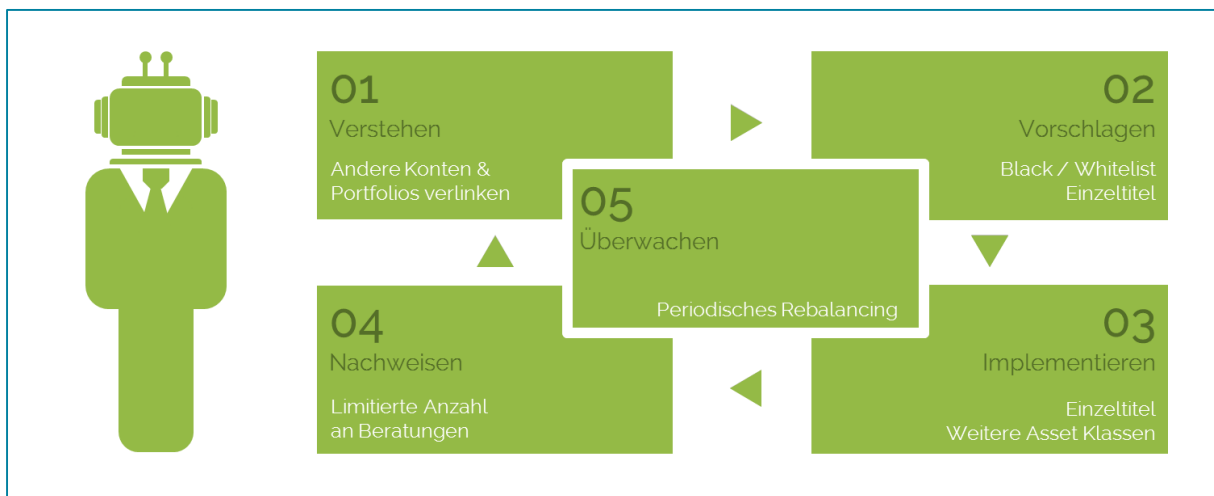 01
Verstehen
Andere Konten &
Portfolios verlinken
02
Vorschlagen
Black / Whitelist
Einzeltitel
05
Überwachen
Periodisches Rebalancing
04
Nachweisen
Limitierte Anzahl
an Beratungen
03
Implementieren
Einzeltitel
Weitere Asset Klassen